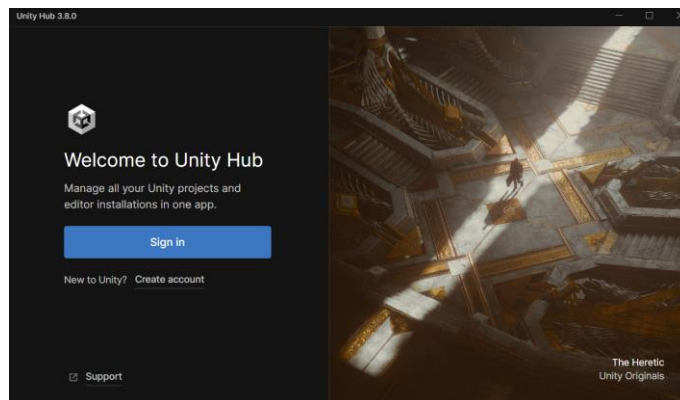 Unity Hub 3.8.0
Welcome to Unity Hub
Manage all your Unity projects and
editor installations in one app.
Sign in
New to Unity? Create account
Support
The Heretic
Unity Originals